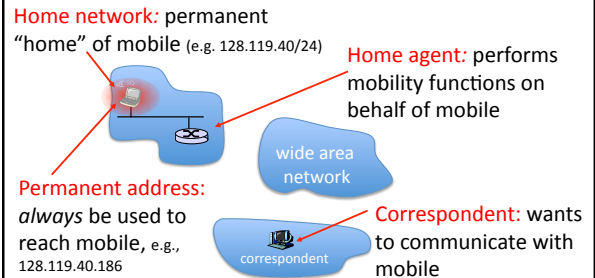 Home network: permanent
“home” of mobile (e.g. 128.119.40/24)
Home agent: performs
mobility functions on
behalf of mobile
wide area
network
Permanent address:
always be used to
reach mobile, e.g.,
128.119.40.186
Correspondent: wants
to communicate with
mobile
correspondent